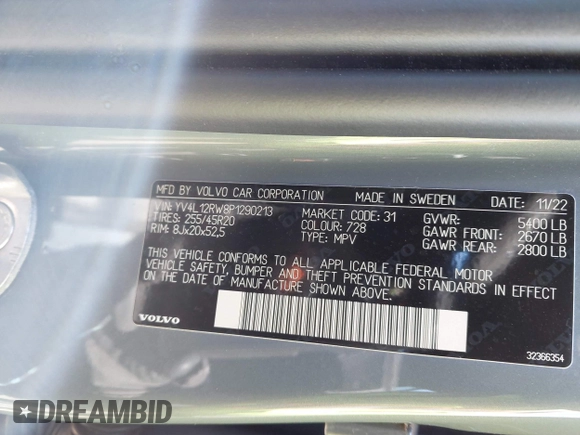 MFD BY VOLVO CAR CORPORATION MADE IN SWEDEN DATE: 11/22
VIN: YV4L12RW8P1290213 MARKET CODE: 31 GVWR: 5400 LB
TIRES: 255/45R20 COLOUR: 728 GAWR FRONT: 2670 LB
RIM: 8Jx20x52,5 TYPE: MPV GAWR REAR: 2800 LB
THIS VEHICLE CONFORMS TO ALL APPLICABLE FEDERAL MOTOR
VEHICLE SAFETY, BUMPER AND THEFT PREVENTION STANDARDS IN EFFECT
ON THE DATE OF MANUFACTURE SHOWN ABOVE.
VOLVO 32366354
DREAMBID